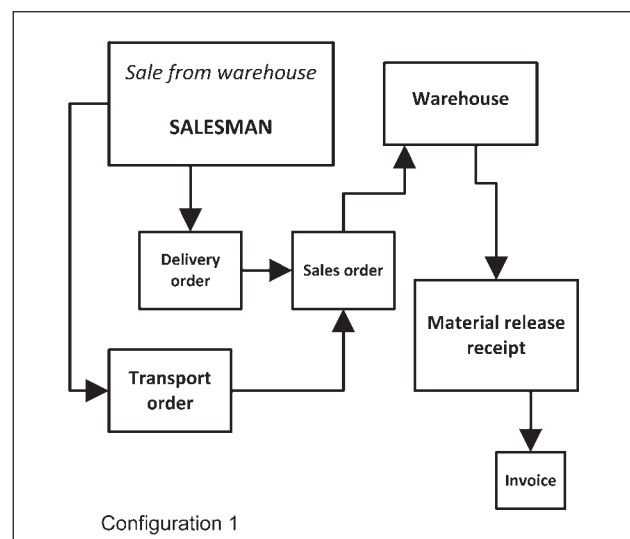 Sale from warehouse
SALESMAN
Warehouse
Delivery
order
Sales order
Material release
receipt
Transport
order
Invoice
Configuration 1